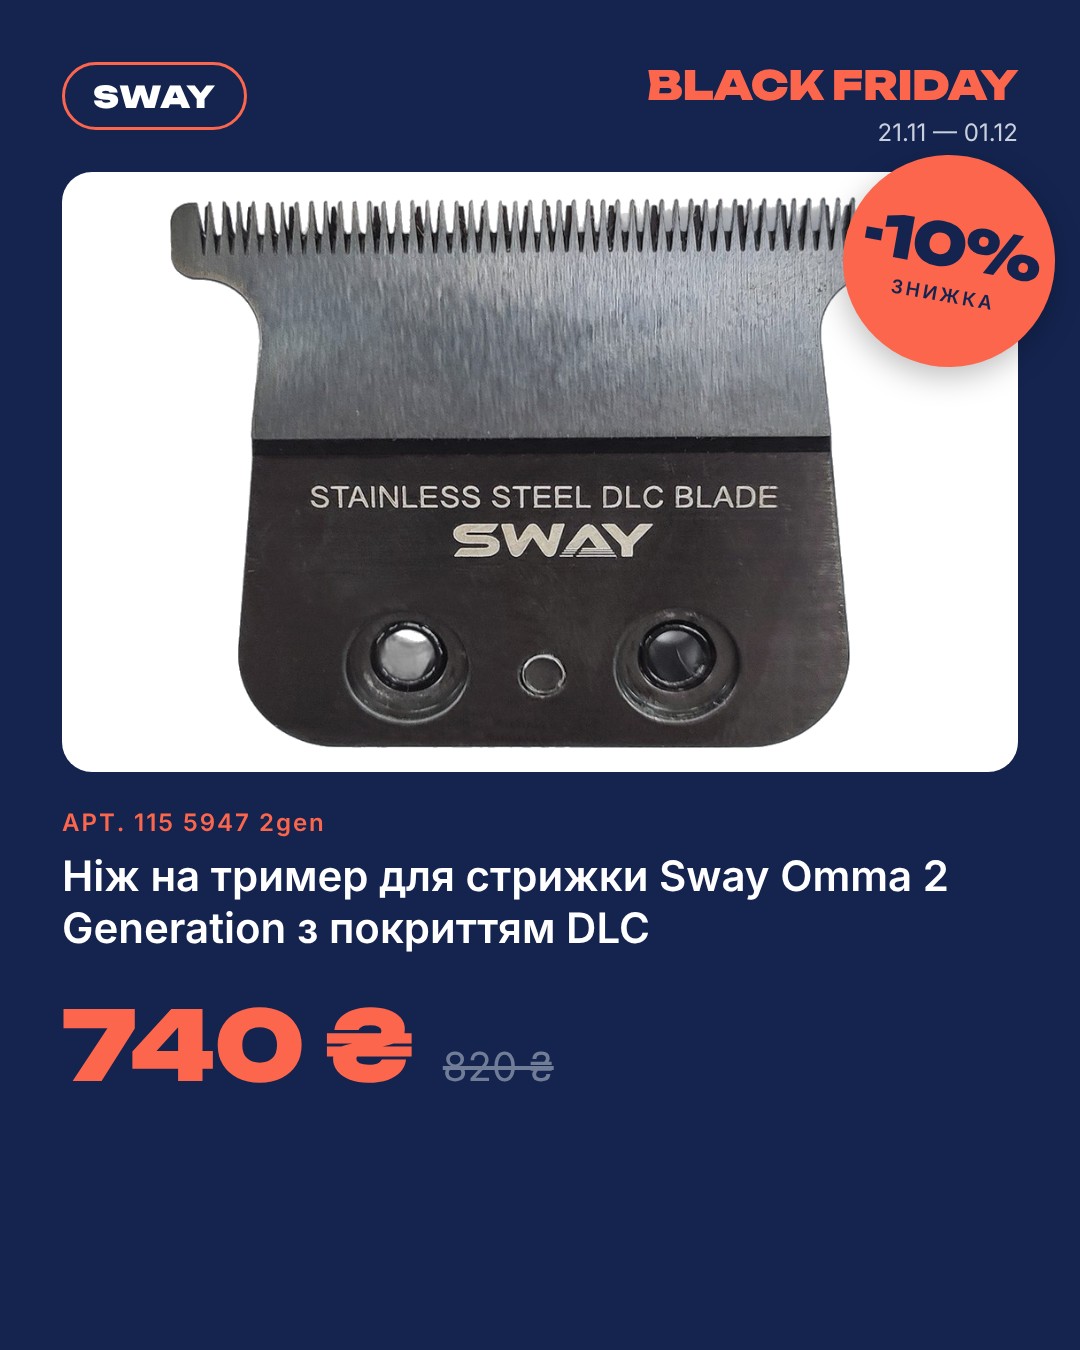 SWAY
BLACK FRIDAY
21.11 — 01.12
-10%
ЗНИЖКА
STAINLESS STEEL DLC BLADE
SWAY
АРТ. 115 5947 2gen
Ніж на тример для стрижки Sway Omma 2
Generation з покриттям DLC
740 ₴ 820 ₴